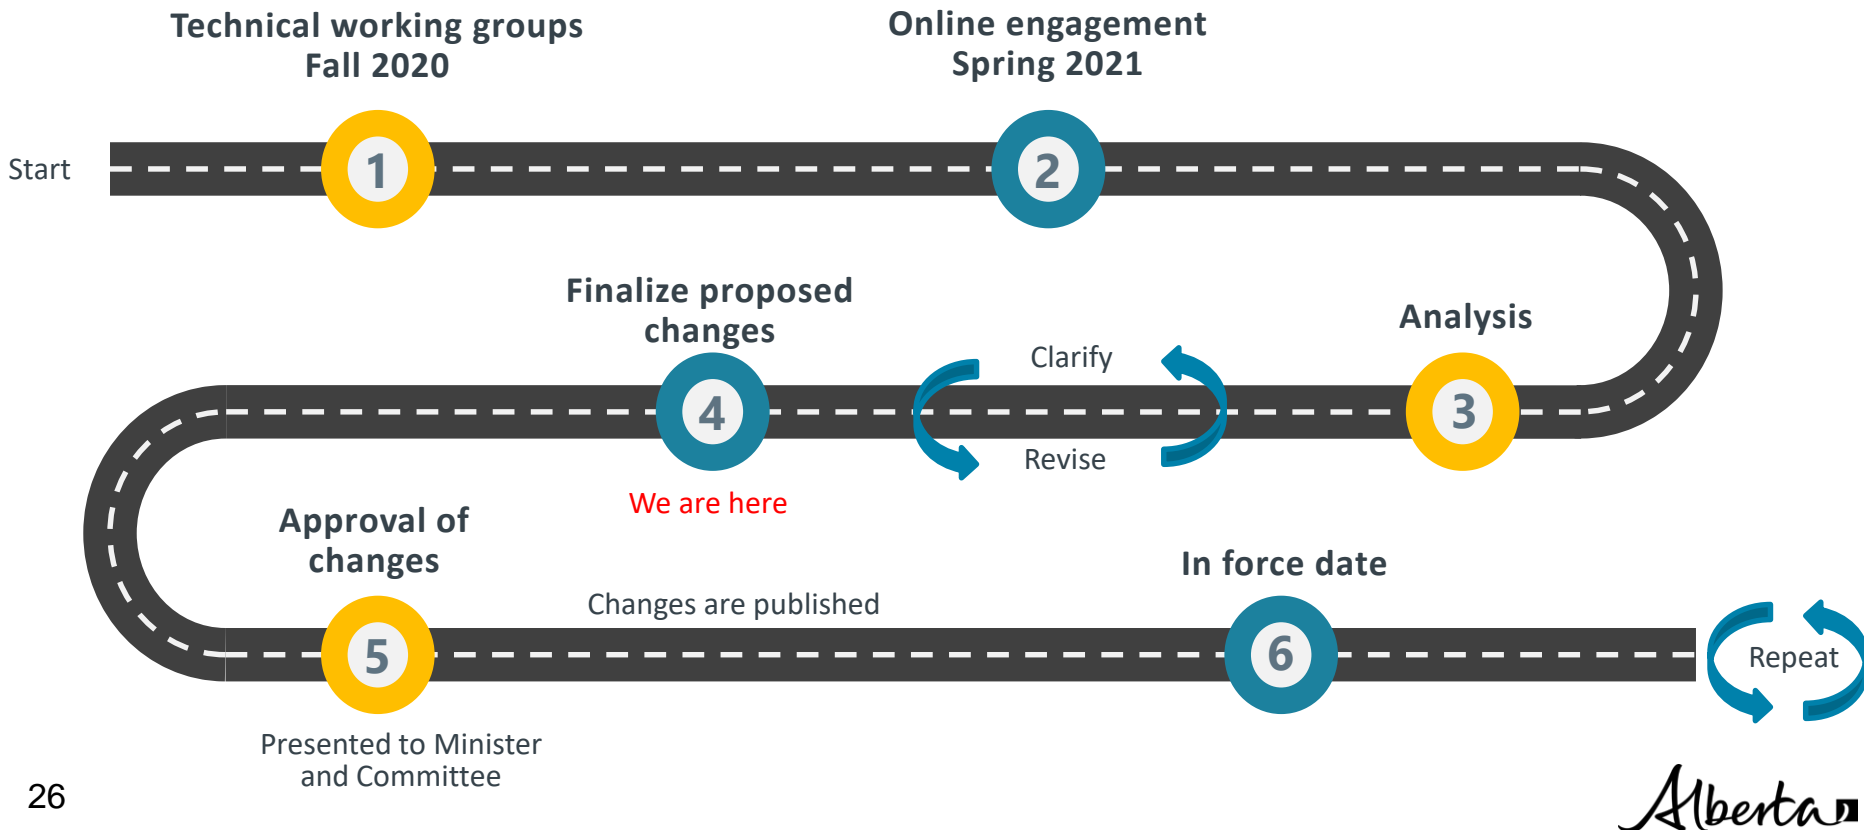 Technical working groups
Fall 2020
Online engagement
Spring 2021
Start
1
2
Finalize proposed
changes
Analysis
Clarify
4
3
Revise
We are here
Approval of
changes
In force date
Changes are published
5
6
Repeat
Presented to Minister
and Committee
26
Alberta